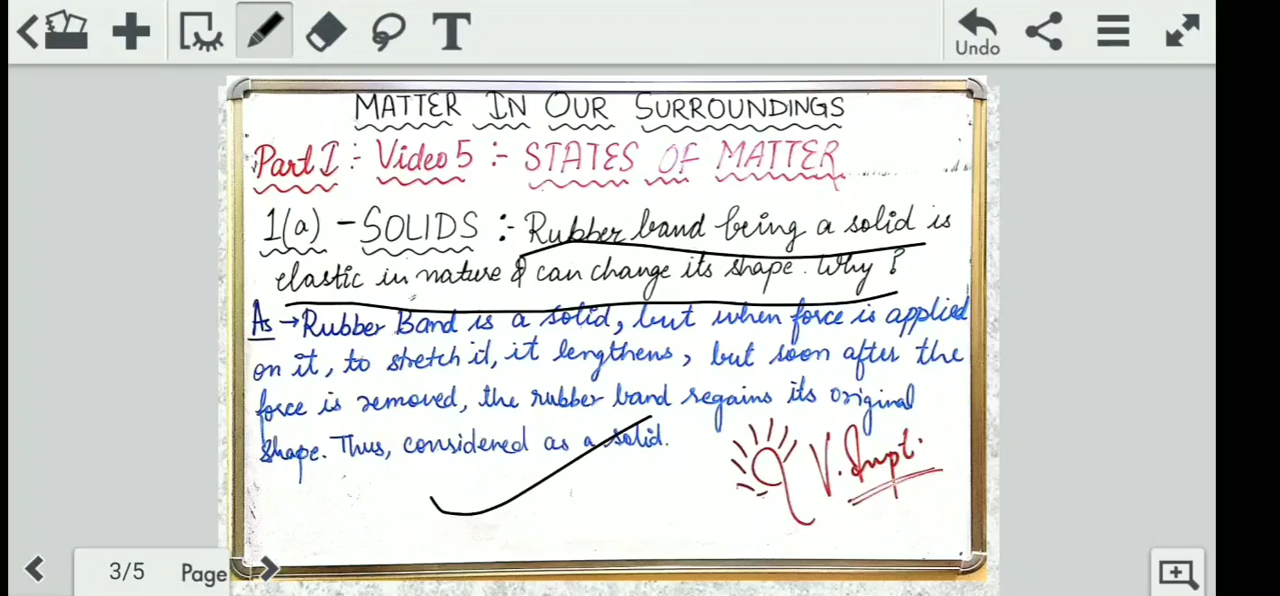 T
Undo
MATTER IN OUR SURROUNDINGS
Part I :- Video 5 :- STATES OF MATTER
1(a) - SOLIDS :- Rubber band being a solid is
elastic in nature & can change its shape. Why?
As → Rubber Band is a solid, but when force is applied
on it, to stretch it, it lengthens, but soon after the
force is removed, the rubber band regains its original
shape. Thus, considered as a solid.
V. Impt.
3/5 Page